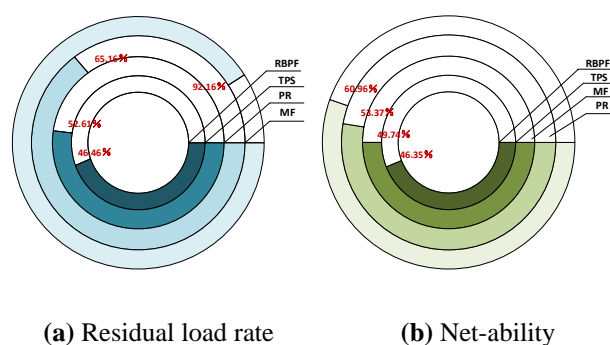 65.16%
92.16%
52.61%
46.46%
RBPF
TPS
PR
MF
60.96%
53.37%
49.74%
46.35%
RBPF
TPS
MF
PR
(a) Residual load rate
(b) Net-ability